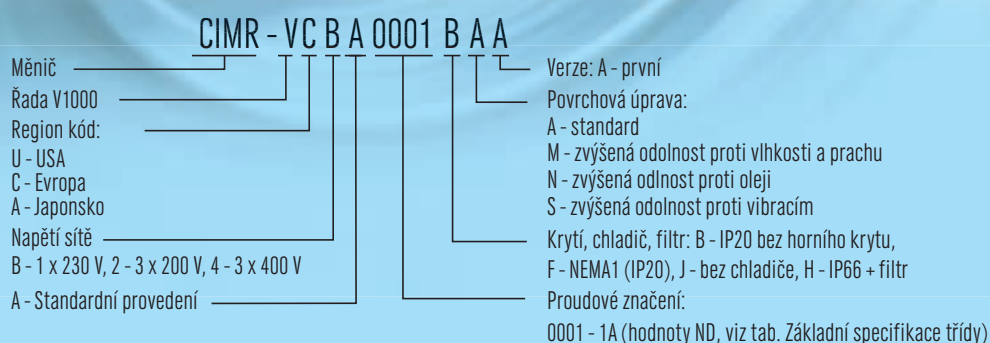 CIMR - V C B A 0001 B A A
Měnič
Řada V1000
Region kód:
U - USA
C - Evropa
A - Japonsko
Napětí sítě
B - 1 x 230 V, 2 - 3 x 200 V, 4 - 3 x 400 V
A - Standardní provedení
Verze: A - první
Povrchová úprava:
A - standard
M - zvýšená odolnost proti vlhkosti a prachu
N - zvýšená odlnost proti oleji
S - zvýšená odolnost proti vibracím
Krytí, chladič, filtr: B - IP20 bez horního krytu,
F - NEMA1 (IP20), J - bez chladiče, H - IP66 + filtr
Proudové značení:
0001 - 1A (hodnoty ND, viz tab. Základní specifikace třídy)